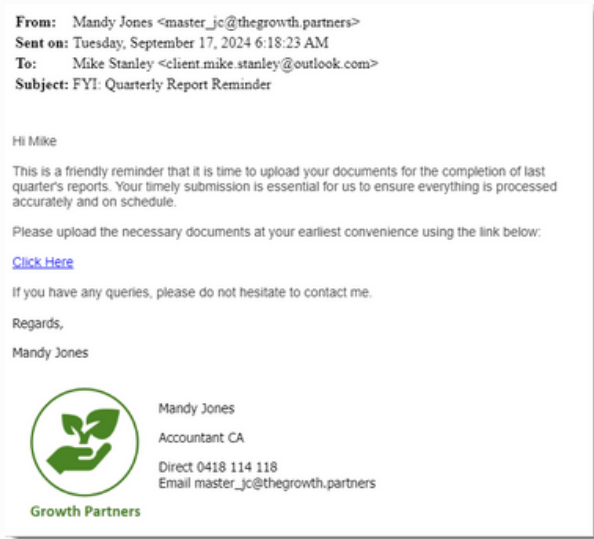 From: Mandy Jones <master_jc@thegrowth.partners>
Sent on: Tuesday, September 17, 2024 6:18:23 AM
To: Mike Stanley <client.mike.stanley@outlook.com>
Subject: FYI: Quarterly Report Reminder
Hi Mike
This is a friendly reminder that it is time to upload your documents for the completion of last
quarter's reports. Your timely submission is essential for us to ensure everything is processed
accurately and on schedule.
Please upload the necessary documents at your earliest convenience using the link below:
Click Here
If you have any queries, please do not hesitate to contact me.
Regards,
Mandy Jones
Mandy Jones
Accountant CA
Direct 0418 114 118
Email master_jc@thegrowth.partners
Growth Partners